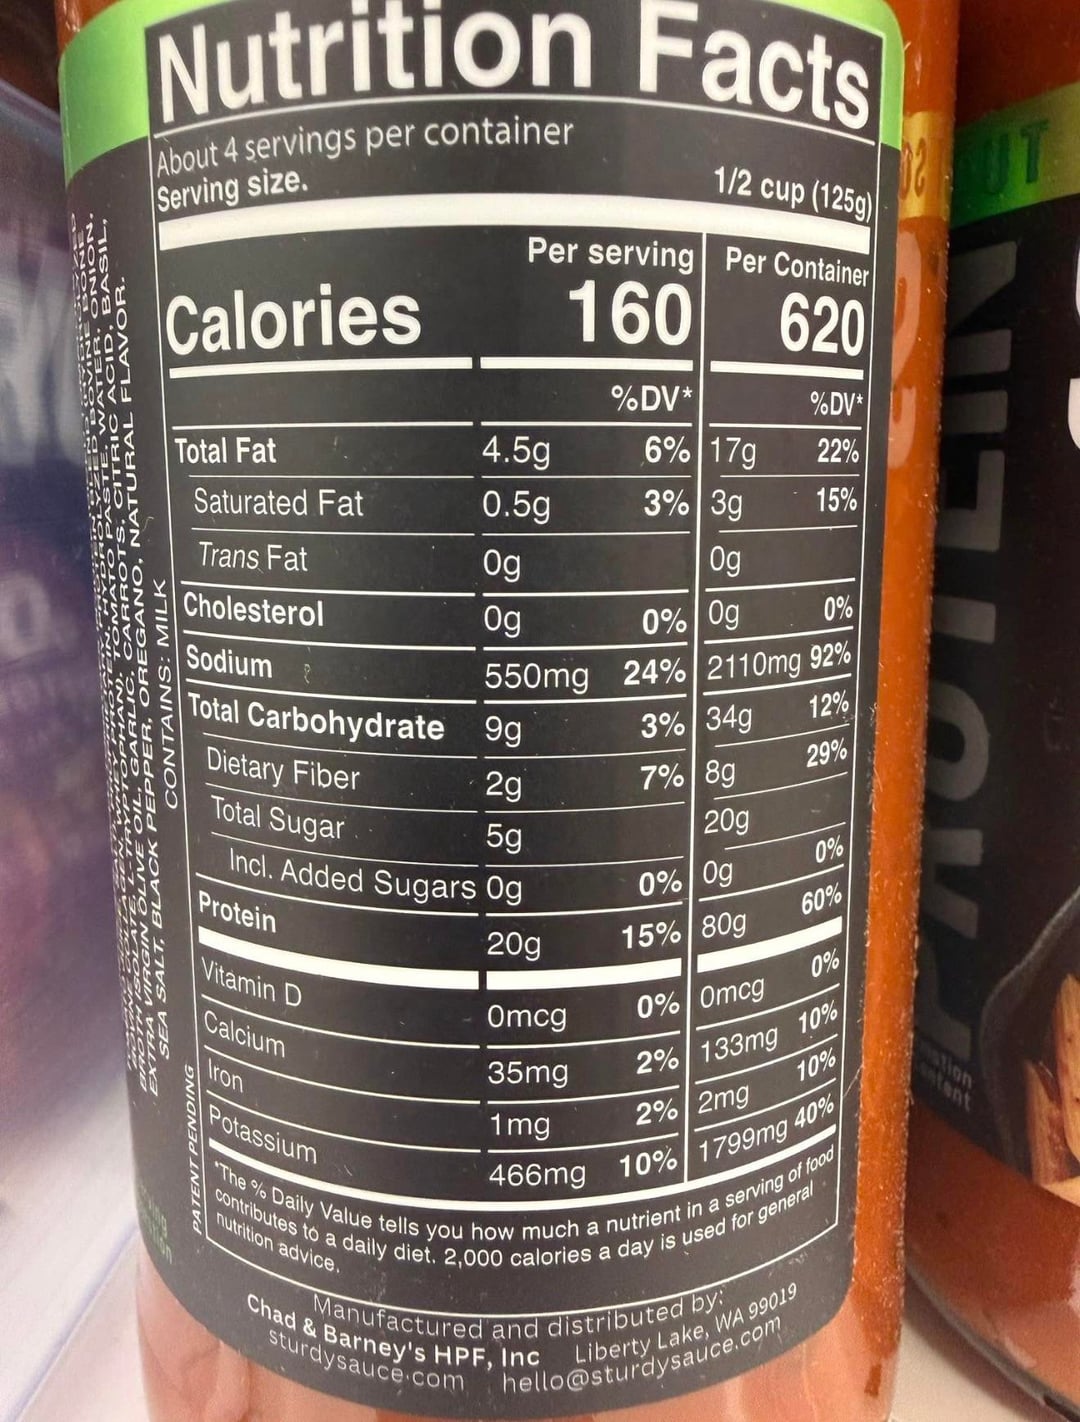 Nutrition Facts
About 4 servings per container
Serving size. 1/2 cup (125g)
Per serving Per Container
Calories 160 620
%DV* %DV*
Total Fat 4.5g 6% 17g 22%
Saturated Fat 0.5g 3% 3g 15%
Trans Fat 0g 0g
Cholesterol 0g 0% 0g 0%
Sodium 550mg 24% 2110mg 92%
Total Carbohydrate 9g 3% 34g 12%
Dietary Fiber 2g 7% 8g 29%
Total Sugar 5g 20g
Incl. Added Sugars 0g 0% 0g 0%
Protein 20g 15% 80g 60%
Vitamin D 0mcg 0% 0mcg 0%
Calcium 35mg 2% 133mg 10%
Iron 1mg 2% 2mg 10%
Potassium 466mg 10% 1799mg 40%
*The % Daily Value tells you how much a nutrient in a serving of food
contributes to a daily diet. 2,000 calories a day is used for general
nutrition advice.
Manufactured and distributed by:
Chad & Barney's HPF, Inc Liberty Lake, WA 99019
sturdysauce.com hello@sturdysauce.com
TOMATO PASTE, WATER, ONION,
EXTRA VIRGIN OLIVE OIL, GARLIC, CARROTS, CITRIC ACID, BASIL,
SEA SALT, BLACK PEPPER, OREGANO, NATURAL FLAVOR.
CONTAINS: MILK
PATENT PENDING
UT
PROTEIN